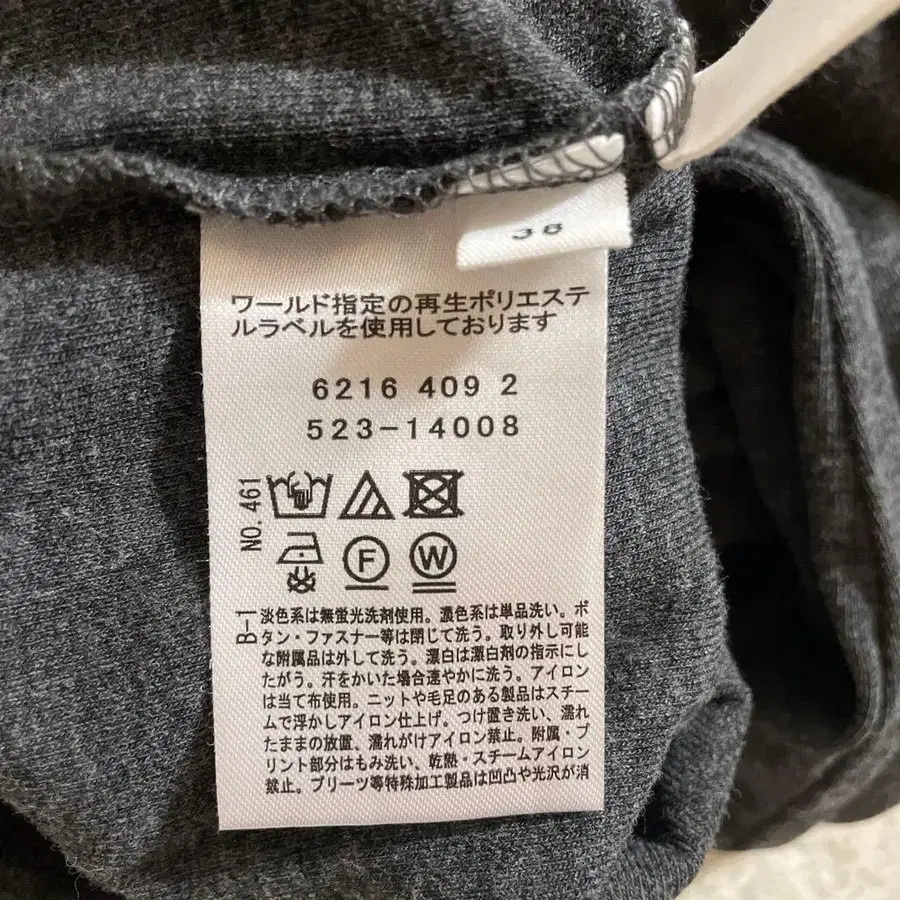 38
ワールド指定の再生ポリエステ
ルラベルを使用しております
6216 409 2
523-14008
NO.461
F
W
B-1
淡色系は無蛍光洗剤使用。濃色系は単品洗い。ボ
タン・ファスナー等は閉じて洗う。取り外し可能
な附属品は外して洗う。漂白は漂白剤の指示にし
たがう。汗をかいた場合速やかに洗う。アイロン
は当て布使用。ニットや毛足のある製品はスチー
ムで浮かしアイロン仕上げ。つけ置き洗い、濡れ
たままの放置、濡れがけアイロン禁止。附属・プ
リント部分はもみ洗い、乾熱・スチームアイロン
禁止。プリーツ等特殊加工製品は凹凸や光沢が消